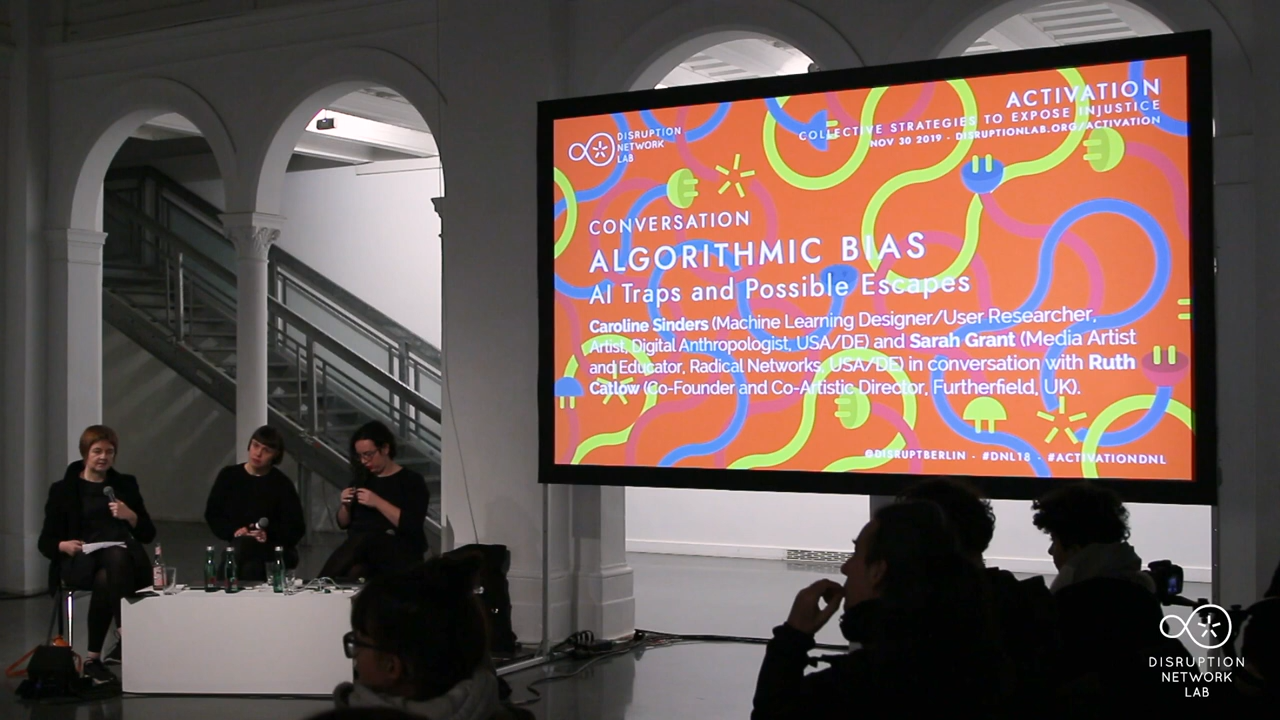 DISRUPTION
NETWORK
LAB
ACTIVATION
COLLECTIVE STRATEGIES TO EXPOSE INJUSTICE
NOV 30 2019 - DISRUPTIONLAB.ORG/ACTIVATION
CONVERSATION
ALGORITHMIC BIAS
AI Traps and Possible Escapes
Caroline Sinders (Machine Learning Designer/User Researcher,
Artist, Digital Anthropologist, USA/DE) and Sarah Grant (Media Artist
and Educator, Radical Networks, USA/DE) in conversation with Ruth
Catlow (Co-Founder and Co-Artistic Director, Furtherfield, UK).
@DISRUPTBERLIN - #DNL18 - #ACTIVATIONDNL
DISRUPTION
NETWORK
LAB